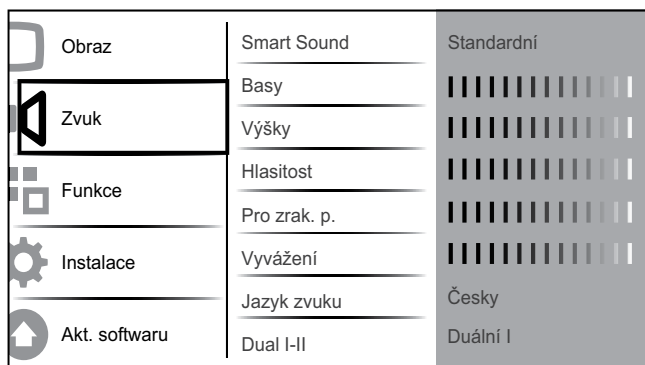 Obraz
Zvuk
Funkce
Instalace
Akt. softwaru
Smart Sound
Basy
Výšky
Hlasitost
Pro zrak. p.
Vyvážení
Jazyk zvuku
Dual I-II
Standardní
Česky
Duální I